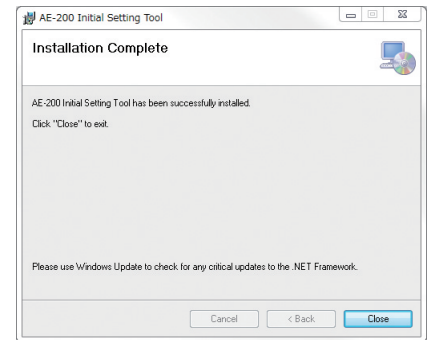 AE-200 Initial Setting Tool
Installation Complete
AE-200 Initial Setting Tool has been successfully installed.
Click "Close" to exit.
Please use Windows Update to check for any critical updates to the .NET Framework.
Cancel
< Back
Close